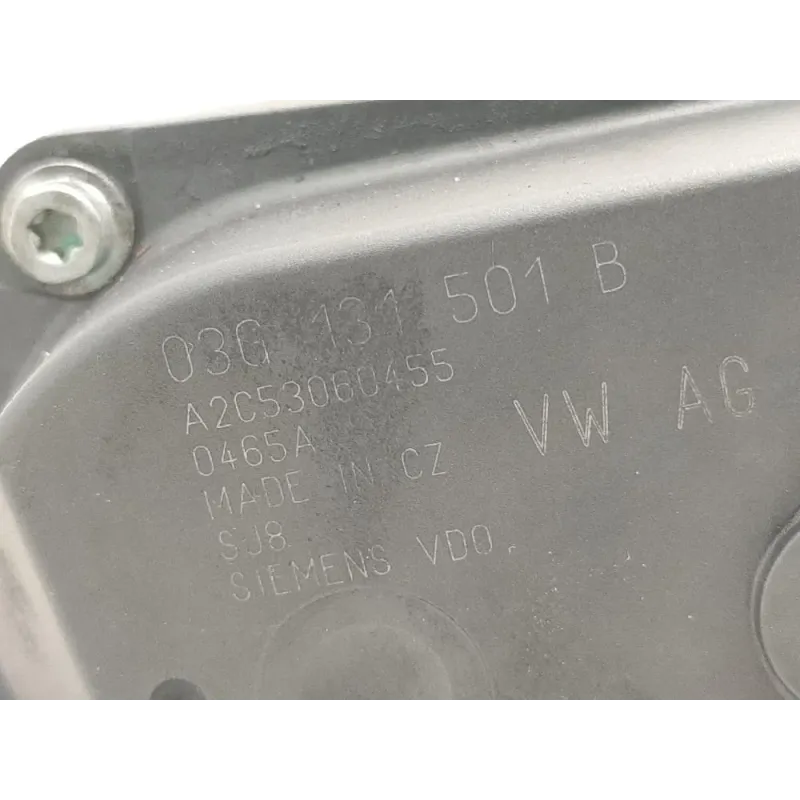 03G 131 501 B
A2C53060455
0465A
VW AG
MADE IN CZ
SJ8
SIEMENS VDO